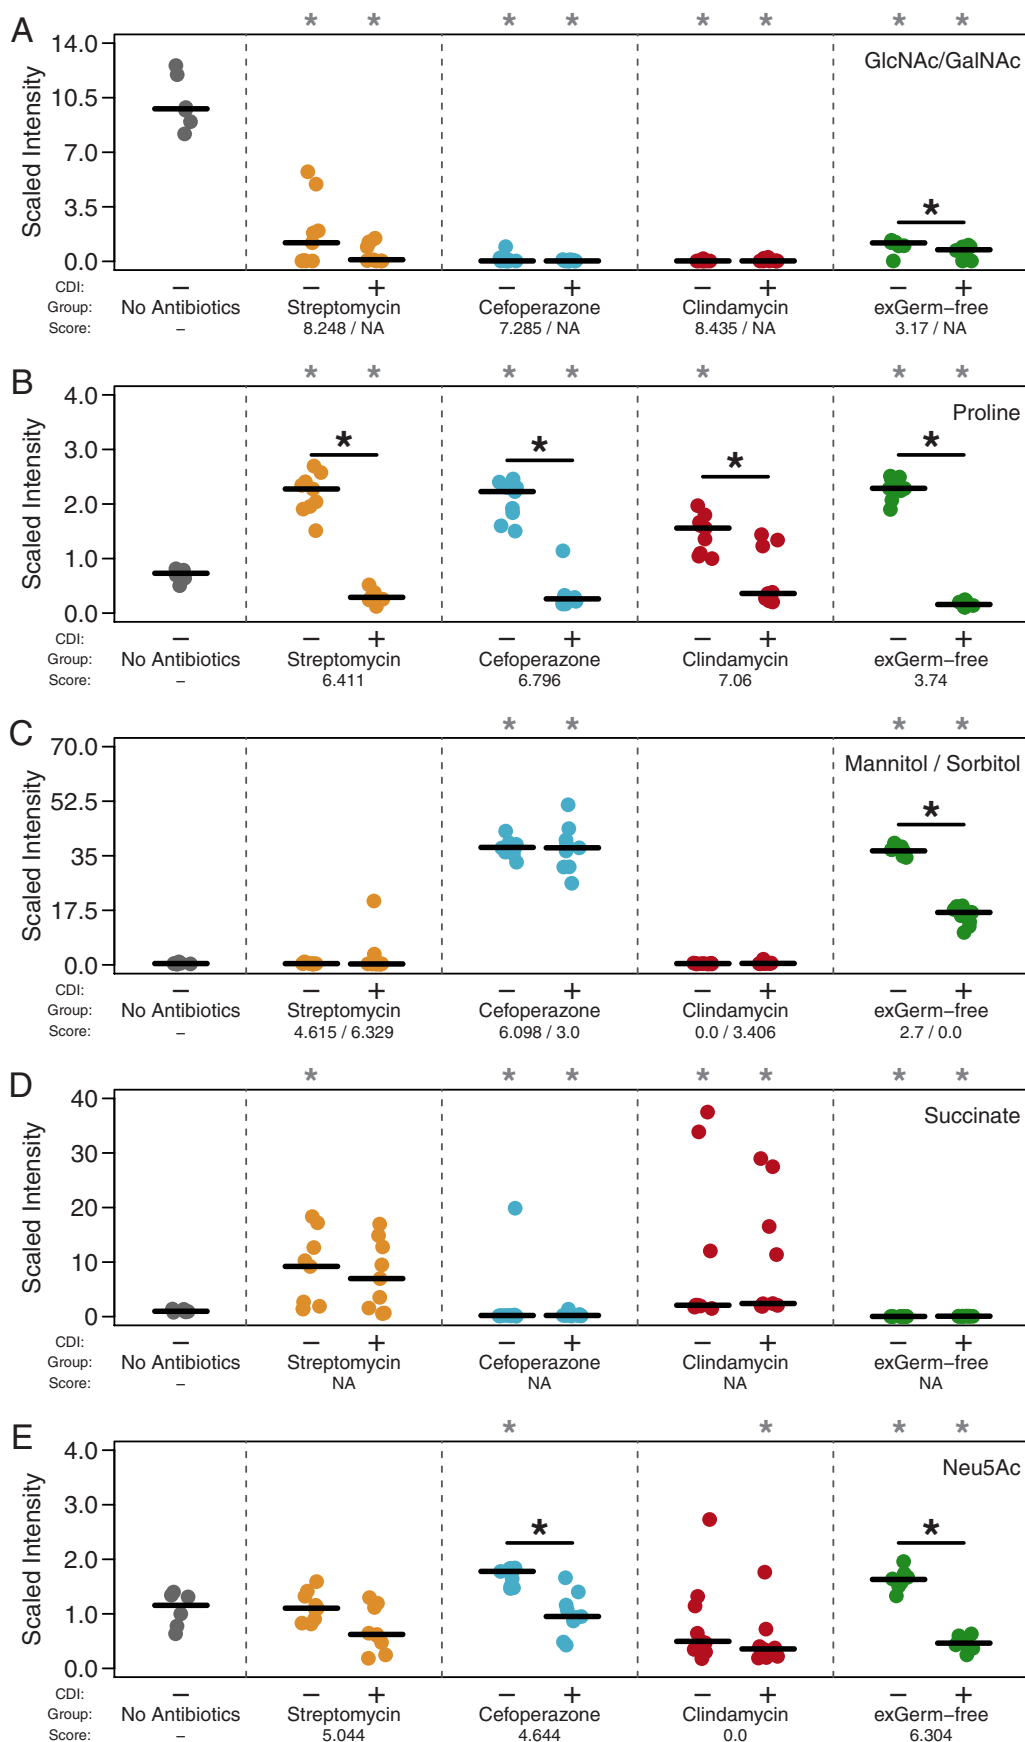 A
* * * * * * * *
14.0
GlcNAc/GalNAc
10.5
7.0
3.5
*
0.0
Scaled Intensity
CDI: − − + − + − + − +
Group: No Antibiotics Streptomycin Cefoperazone Clindamycin exGerm−free
Score: – 8.248 / NA 7.285 / NA 8.435 / NA 3.17 / NA
B
* * * * * * *
4.0
Proline
3.0
* * * *
2.0
1.0
0.0
Scaled Intensity
CDI: − − + − + − + − +
Group: No Antibiotics Streptomycin Cefoperazone Clindamycin exGerm−free
Score: – 6.411 6.796 7.06 3.74
C
* * * *
70.0
Mannitol / Sorbitol
52.5
*
35
17.5
0.0
Scaled Intensity
CDI: − − + − + − + − +
Group: No Antibiotics Streptomycin Cefoperazone Clindamycin exGerm−free
Score: – 4.615 / 6.329 6.098 / 3.0 0.0 / 3.406 2.7 / 0.0
D
* * * * * * *
40
Succinate
30
20
10
0
Scaled Intensity
CDI: − − + − + − + − +
Group: No Antibiotics Streptomycin Cefoperazone Clindamycin exGerm−free
Score: – NA NA NA NA
E
* * * *
4.0
Neu5Ac
3.0
* *
2.0
1.0
0.0
Scaled Intensity
CDI: − − + − + − + − +
Group: No Antibiotics Streptomycin Cefoperazone Clindamycin exGerm−free
Score: – 5.044 4.644 0.0 6.304